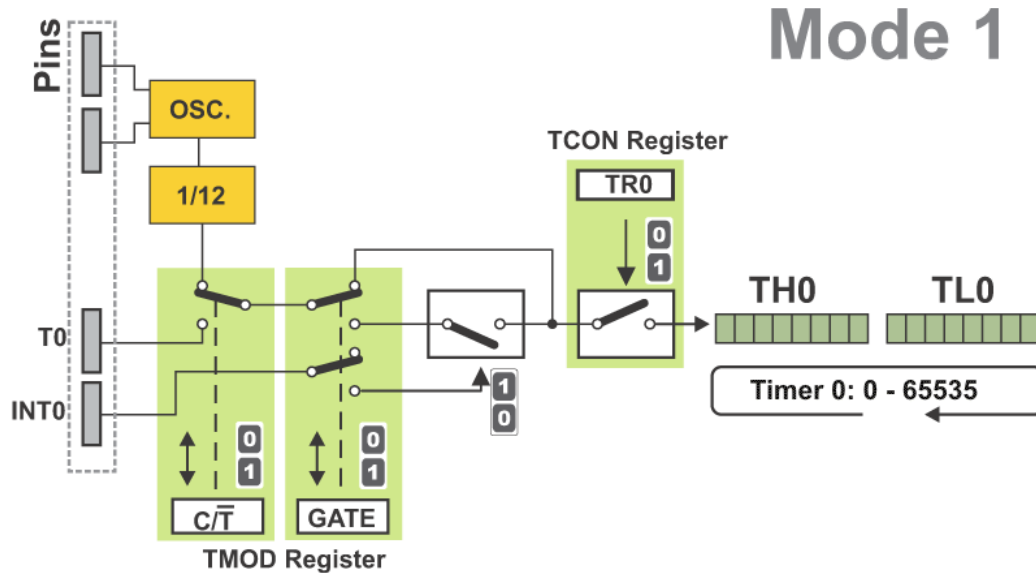 Mode 1
Pins
OSC.
1/12
TCON Register
TR0
0
1
TH0 TL0
Timer 0: 0 - 65535
T0
INT0
1
0
0
1
0
1
C/T̅
GATE
TMOD Register